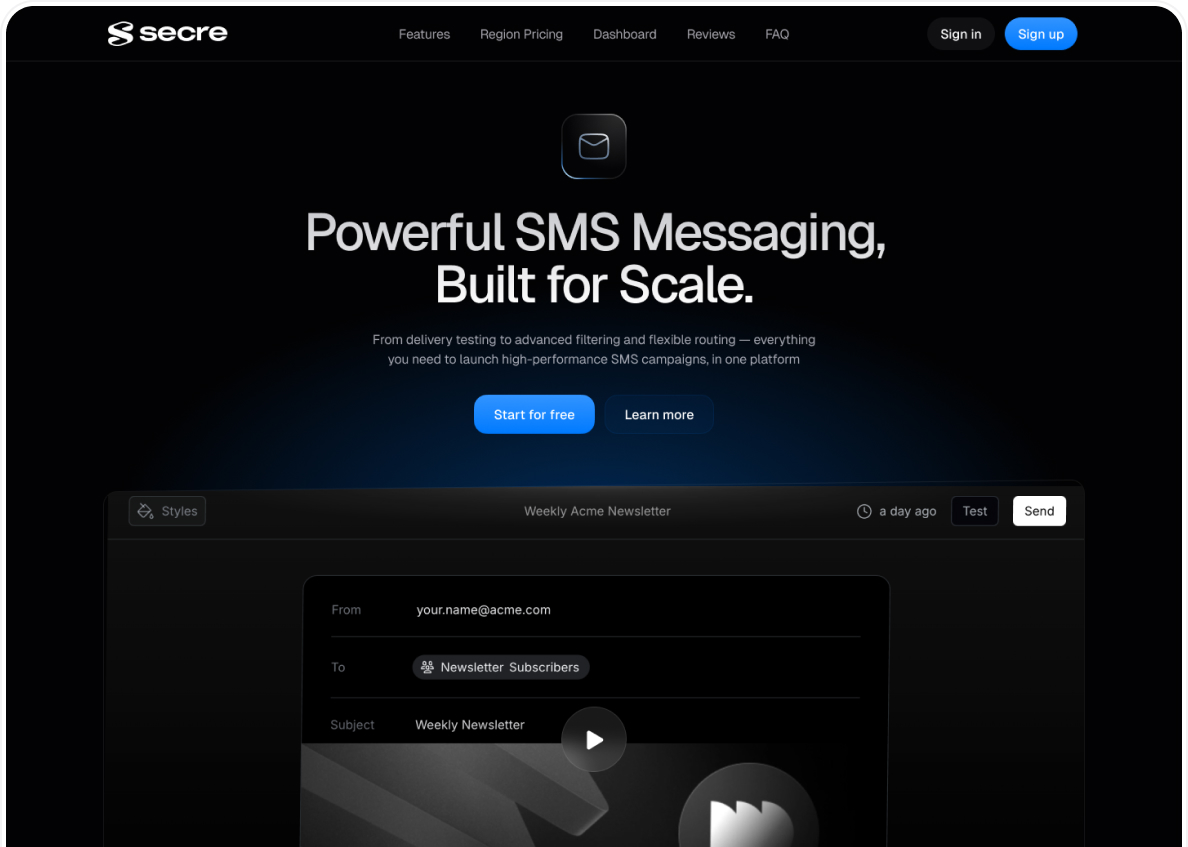 secre
Features
Region Pricing
Dashboard
Reviews
FAQ
Sign in
Sign up
Powerful SMS Messaging,
Built for Scale.
From delivery testing to advanced filtering and flexible routing — everything
you need to launch high-performance SMS campaigns, in one platform
Start for free
Learn more
Styles
Weekly Acme Newsletter
a day ago
Test
Send
From
your.name@acme.com
To
Newsletter Subscribers
Subject
Weekly Newsletter